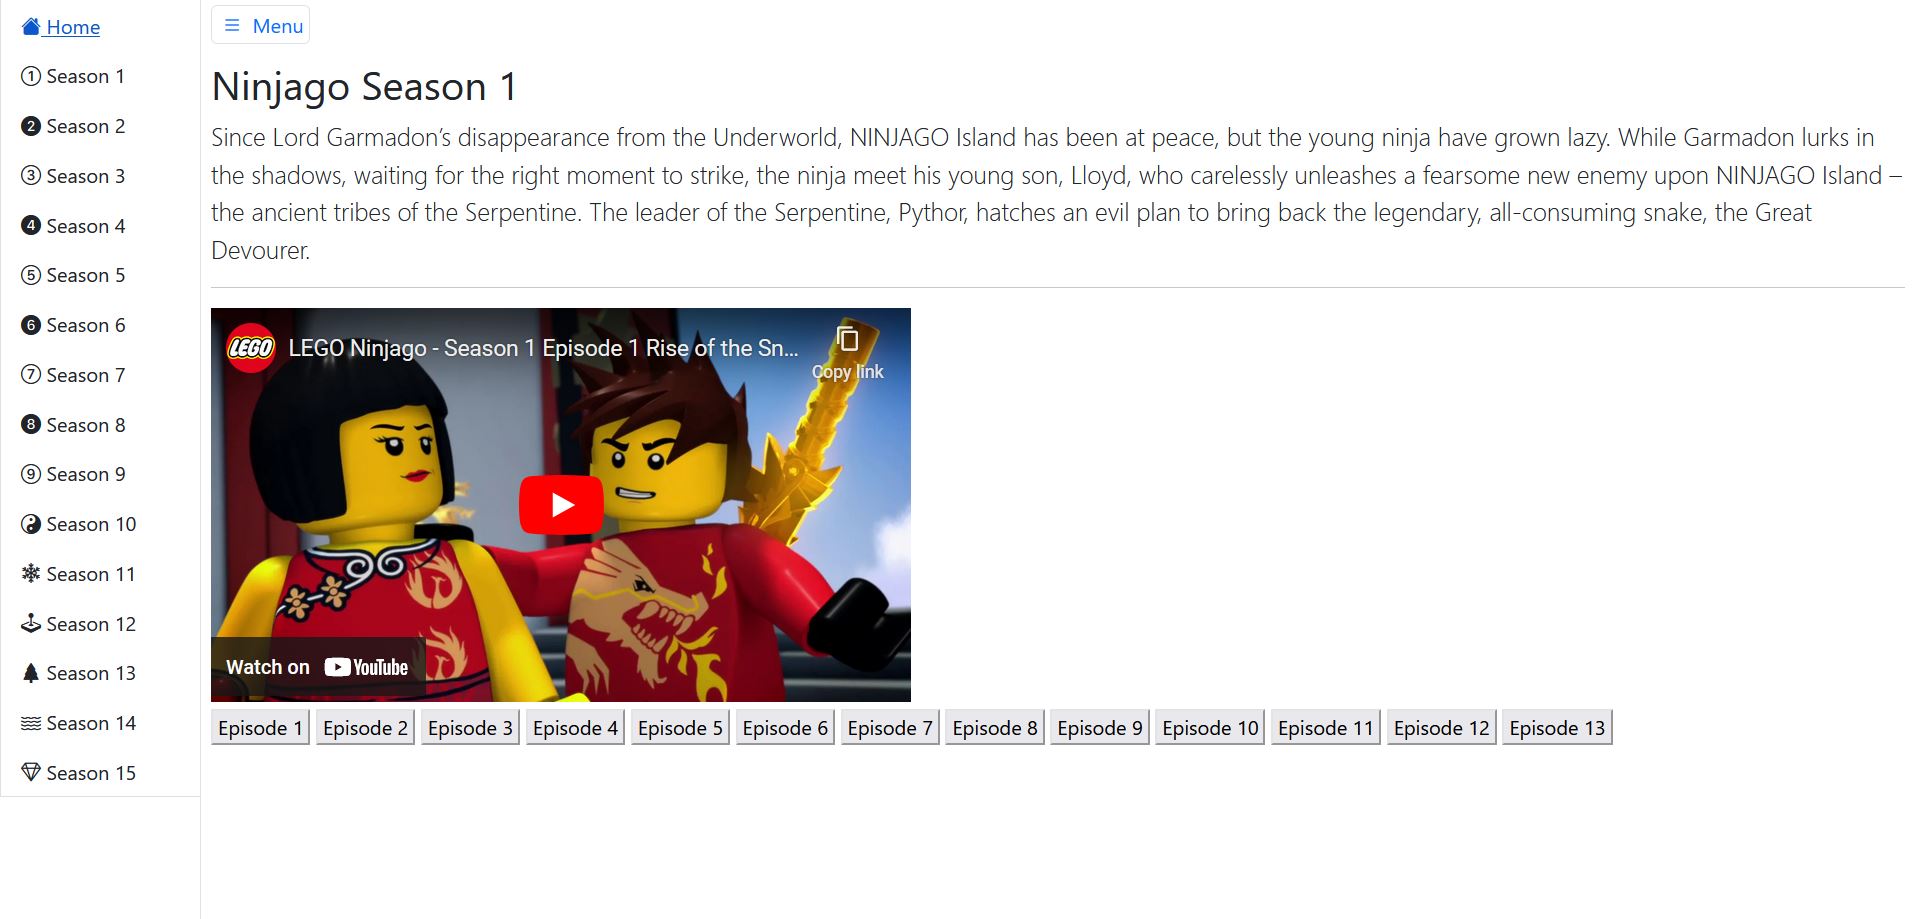 Home
Season 1
Season 2
Season 3
Season 4
Season 5
Season 6
Season 7
Season 8
Season 9
Season 10
Season 11
Season 12
Season 13
Season 14
Season 15
Menu
Ninjago Season 1
Since Lord Garmadon’s disappearance from the Underworld, NINJAGO Island has been at peace, but the young ninja have grown lazy. While Garmadon lurks in
the shadows, waiting for the right moment to strike, the ninja meet his young son, Lloyd, who carelessly unleashes a fearsome new enemy upon NINJAGO Island –
the ancient tribes of the Serpentine. The leader of the Serpentine, Pythor, hatches an evil plan to bring back the legendary, all-consuming snake, the Great
Devourer.
LEGO
LEGO Ninjago - Season 1 Episode 1 Rise of the Sn...
Copy link
Watch on YouTube
Episode 1 Episode 2 Episode 3 Episode 4 Episode 5 Episode 6 Episode 7 Episode 8 Episode 9 Episode 10 Episode 11 Episode 12 Episode 13